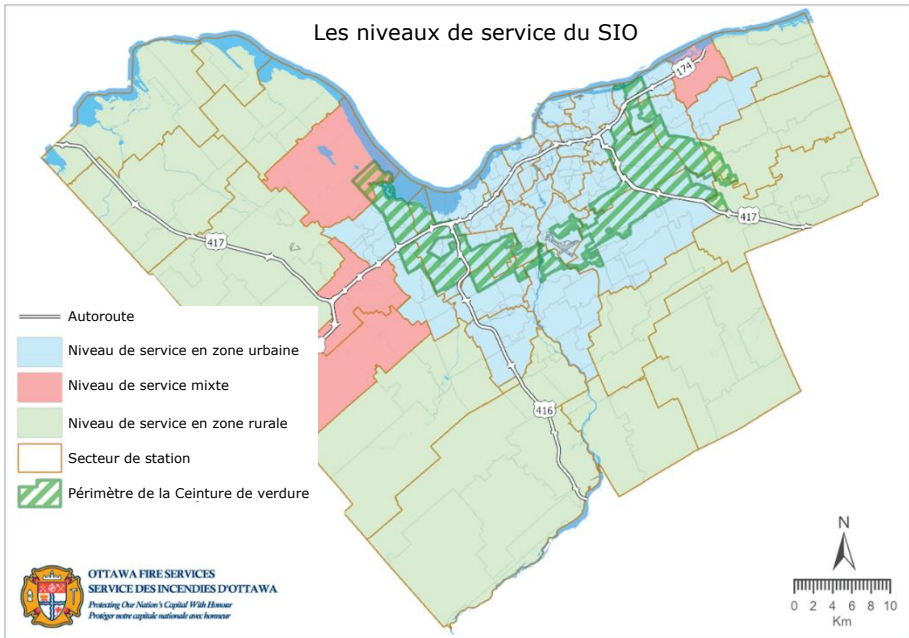 Les niveaux de service du SIO
174
417
417
416
Autoroute
Niveau de service en zone urbaine
Niveau de service mixte
Niveau de service en zone rurale
Secteur de station
Périmètre de la Ceinture de verdure
OTTAWA FIRE SERVICES
SERVICE DES INCENDIES D'OTTAWA
Protecting Our Nation's Capital With Honour
Protéger notre capitale nationale avec honneur
N
0 2 4 6 8 10
Km